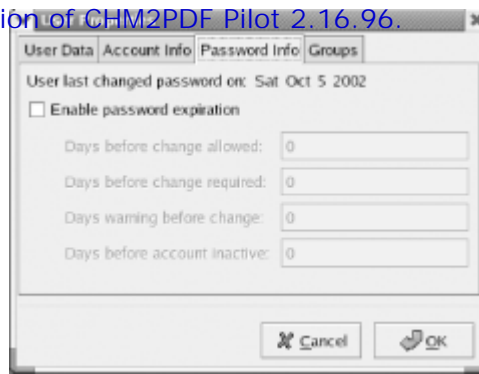 ion of CHM2PDF Pilot 2.16.96.
User Data Account Info Password Info Groups
User last changed password on: Sat Oct 5 2002
Enable password expiration
Days before change allowed: 0
Days before change required: 0
Days warning before change: 0
Days before account inactive: 0
Cancel OK